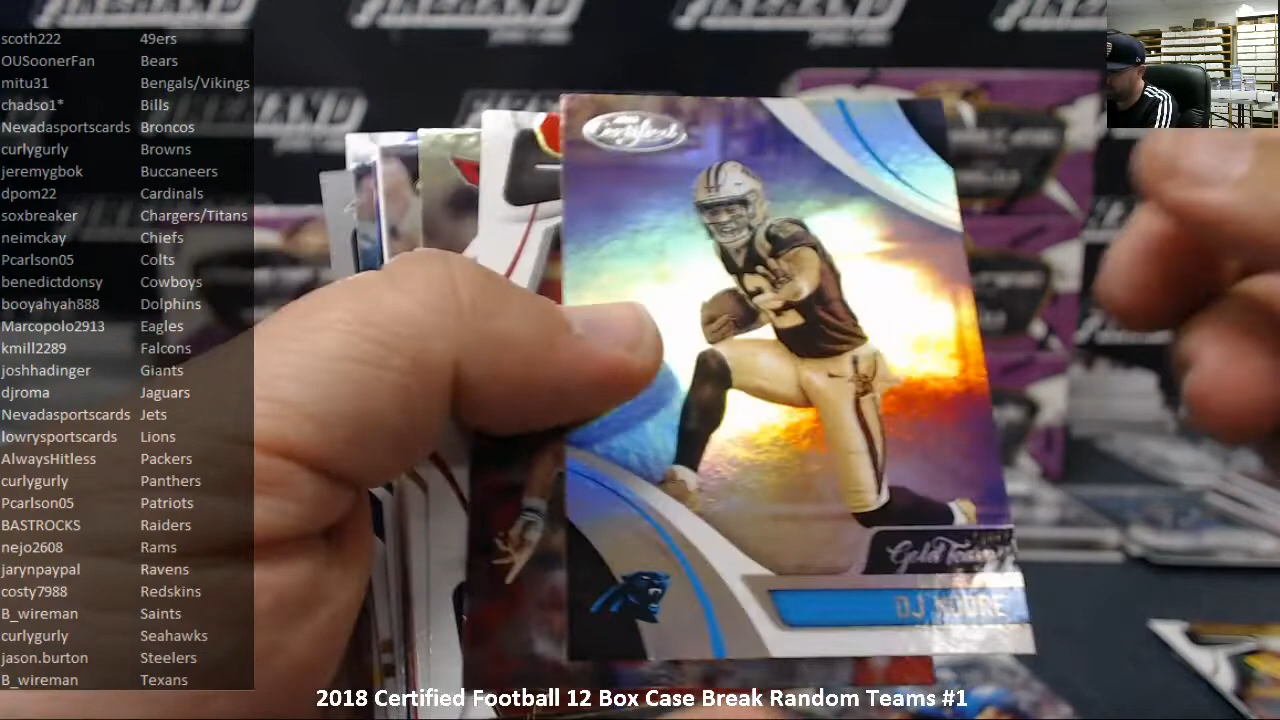 scoth222 49ers
OUSoonerFan Bears
mitu31 Bengals/Vikings
chadso1* Bills
Nevadasportscards Broncos
curlygurly Browns
jeremygbok Buccaneers
dpom22 Cardinals
soxbreaker Chargers/Titans
neimckay Chiefs
Pcarlson05 Colts
benedictdonsy Cowboys
booyahyah888 Dolphins
Marcopolo2913 Eagles
kmill2289 Falcons
joshhadinger Giants
djroma Jaguars
Nevadasportscards Jets
lowrysportscards Lions
AlwaysHitless Packers
curlygurly Panthers
Pcarlson05 Patriots
BASTROCKS Raiders
nejo2608 Rams
jarynpaypal Ravens
costy7988 Redskins
B_wireman Saints
curlygurly Seahawks
jason.burton Steelers
B_wireman Texans
Certified
Gold Team
DJ MOORE
2018 Certified Football 12 Box Case Break Random Teams #1